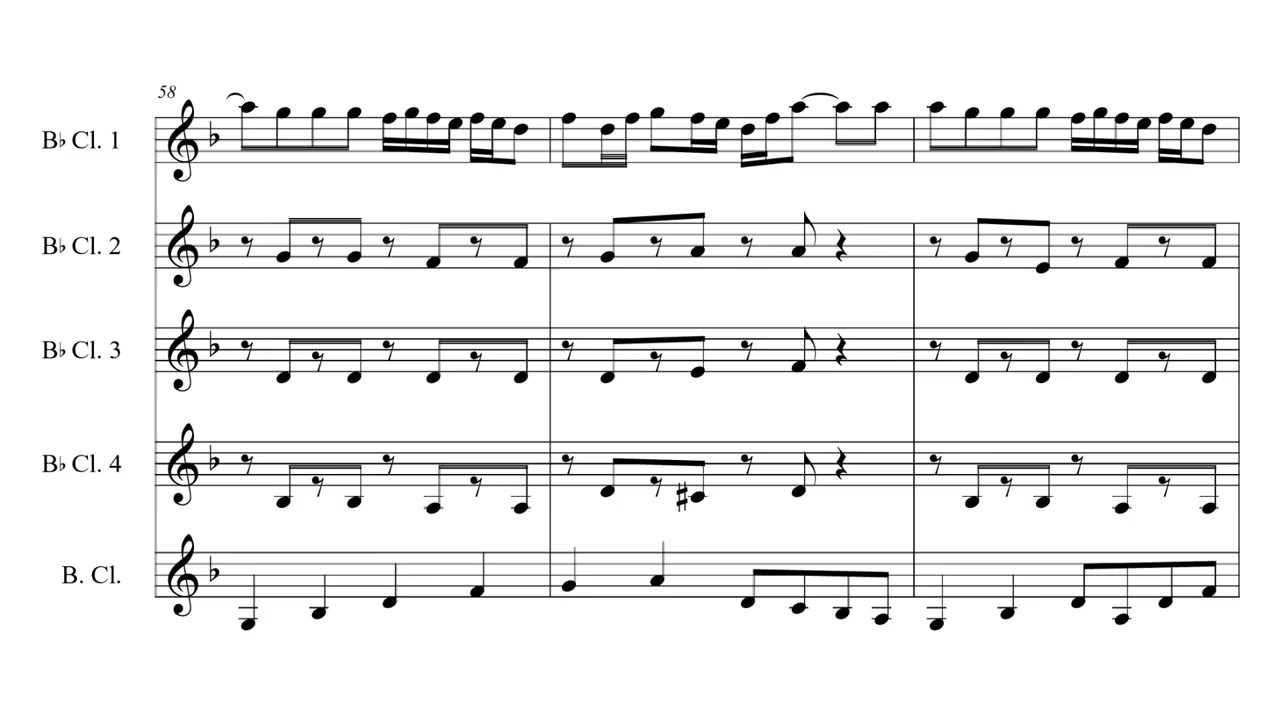 58
B♭ Cl. 1
B♭ Cl. 2
B♭ Cl. 3
B♭ Cl. 4
B. Cl.